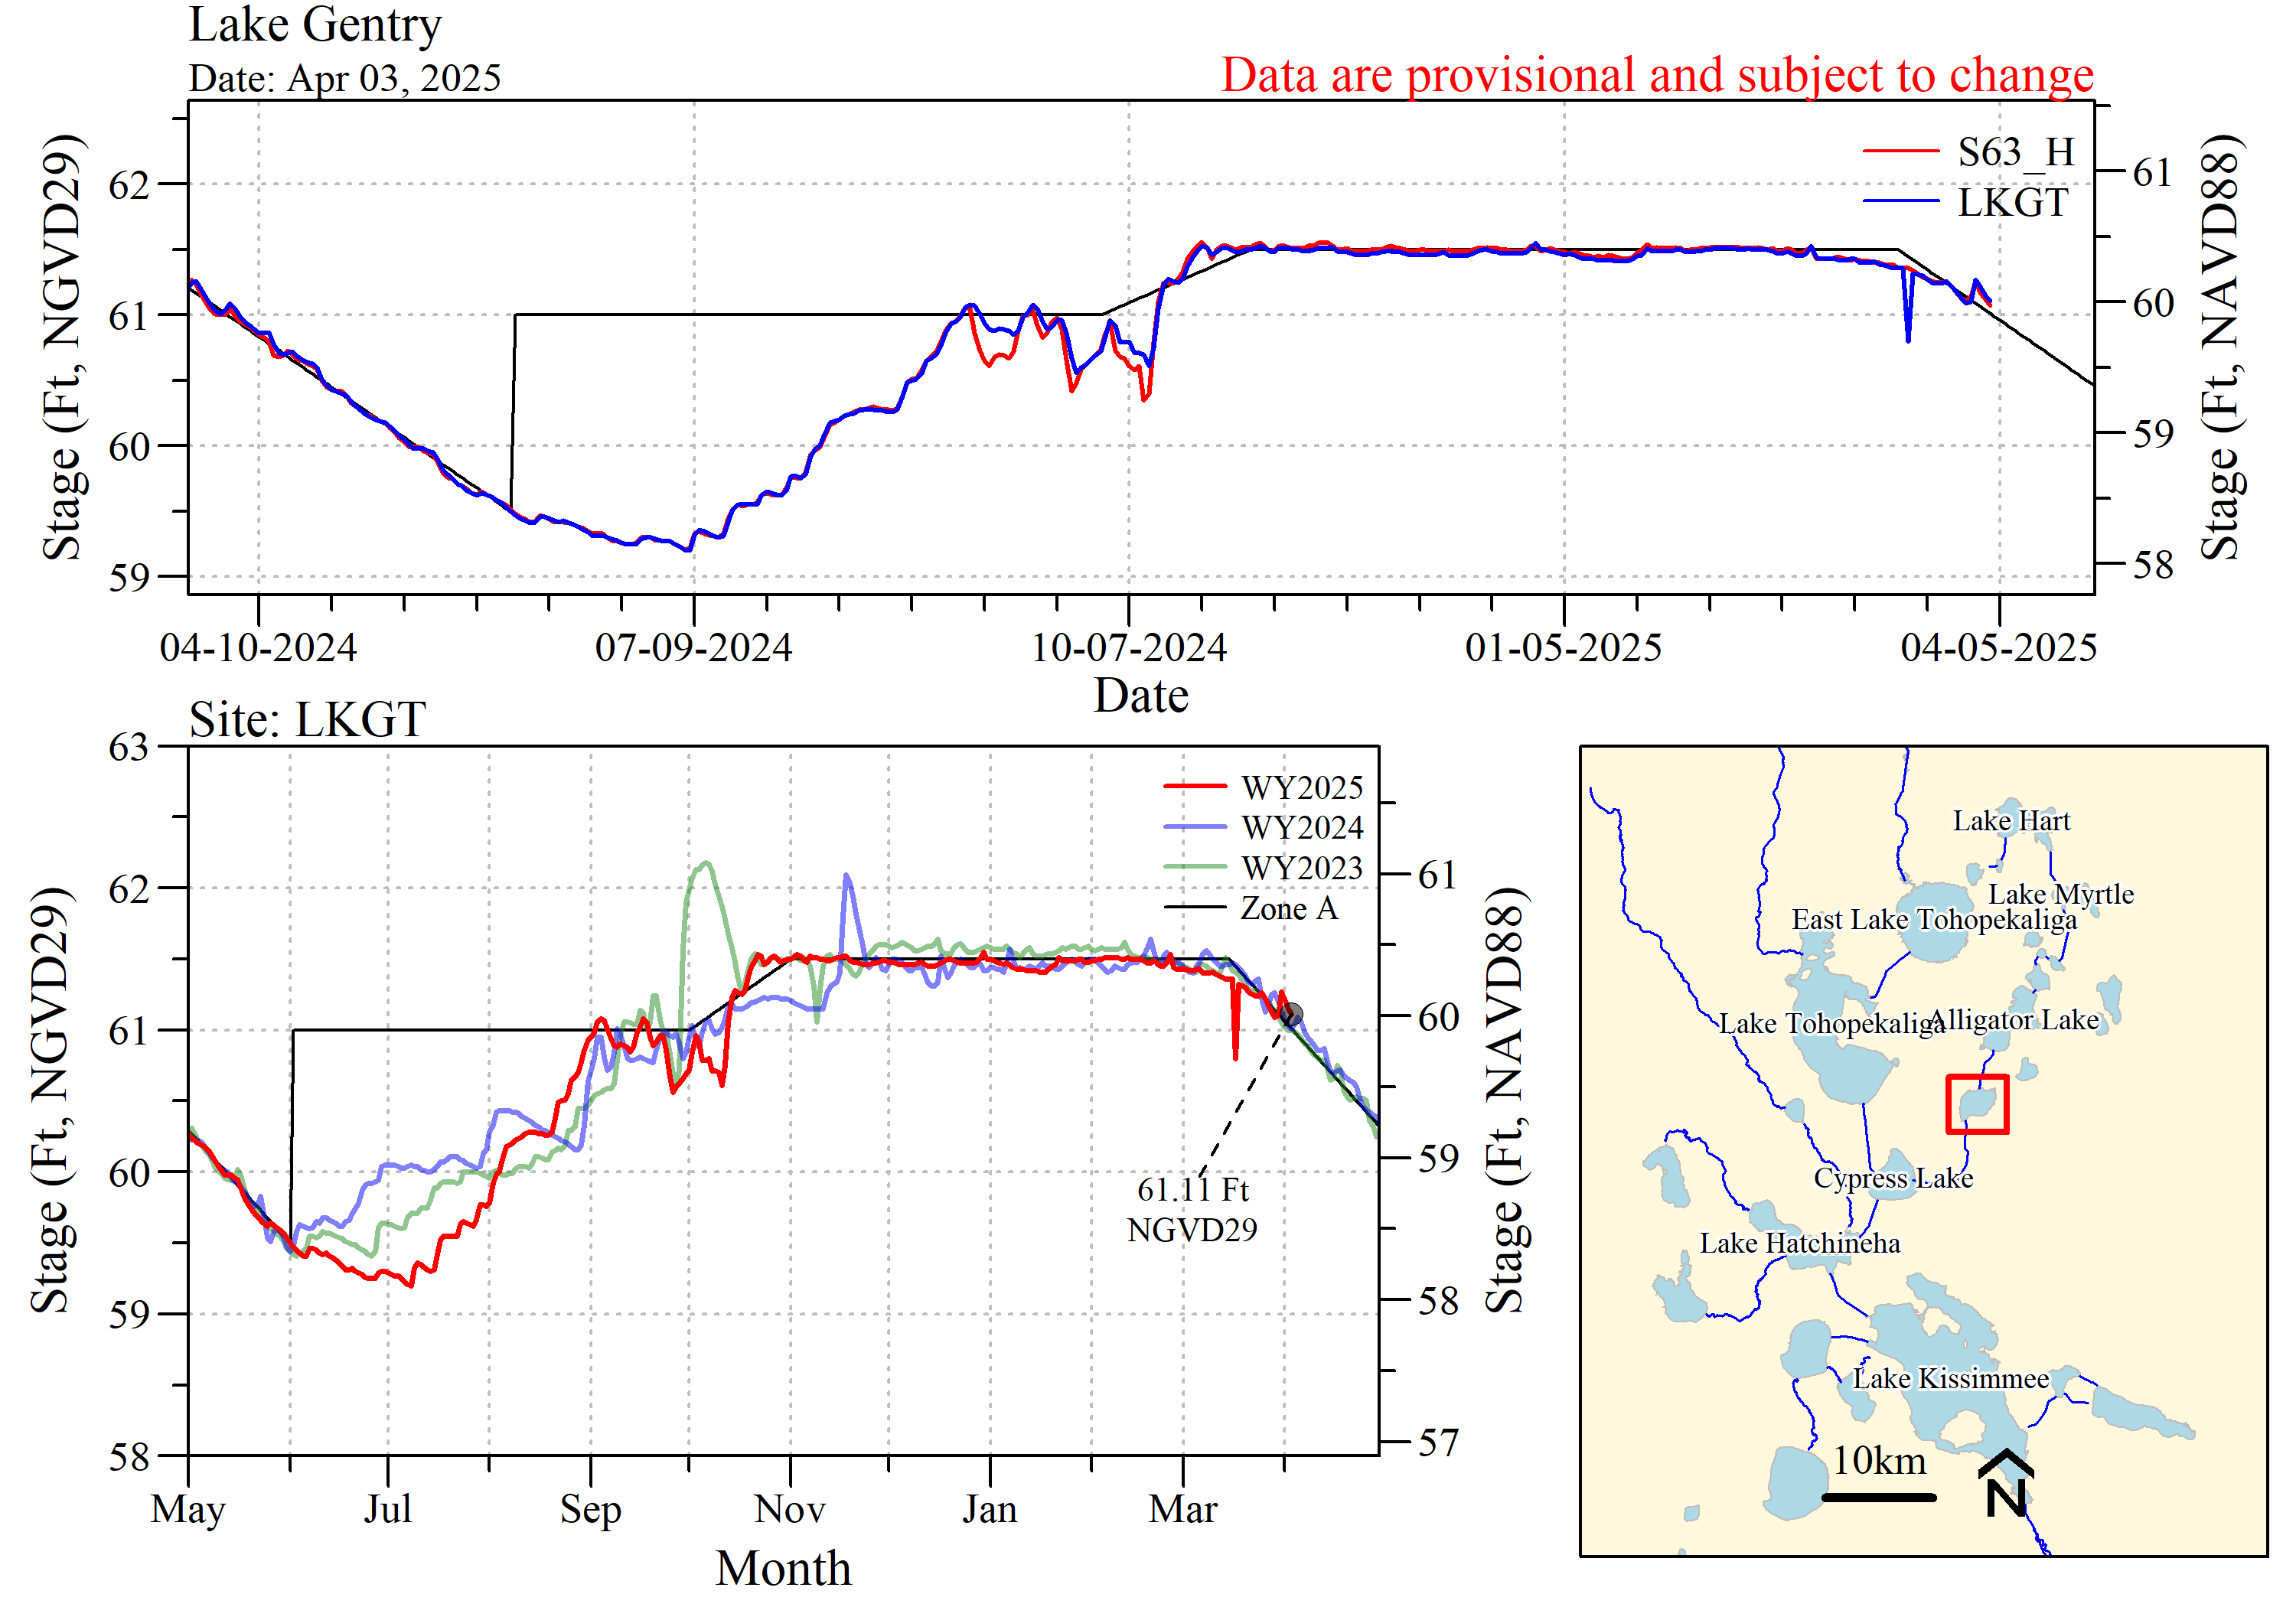 Lake Gentry
Date: Apr 03, 2025
Data are provisional and subject to change
Stage (Ft, NGVD29)
62
61
60
59
S63_H
LKGT
61
60
59
58
Stage (Ft, NAVD88)
04-10-2024
07-09-2024
10-07-2024
01-05-2025
04-05-2025
Date
Site: LKGT
Stage (Ft, NGVD29)
63
62
61
60
59
58
WY2025
WY2024
WY2023
Zone A
61.11 Ft
NGVD29
61
60
59
58
57
Stage (Ft, NAVD88)
May
Jul
Sep
Nov
Jan
Mar
Month
Lake Hart
Lake Myrtle
East Lake Tohopekaliga
Lake Tohopekaliga
Alligator Lake
Cypress Lake
Lake Hatchineha
Lake Kissimmee
10km
N